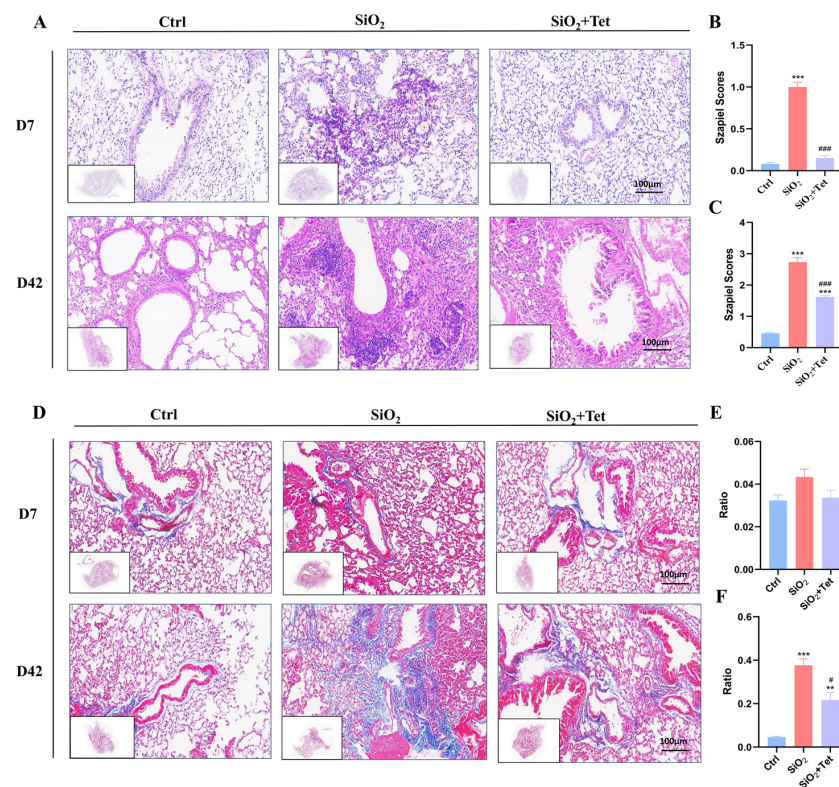 A
Ctrl
SiO₂
SiO₂+Tet
D7
100μm
D42
100μm
B
Szapiel Scores
1.5
1.0
0.5
0.0
***
###
Ctrl
SiO₂
SiO₂+Tet
C
Szapiel Scores
4
3
2
1
0
***
###
***
Ctrl
SiO₂
SiO₂+Tet
D
Ctrl
SiO₂
SiO₂+Tet
D7
100μm
D42
100μm
E
Ratio
0.06
0.04
0.02
0.00
Ctrl
SiO₂
SiO₂+Tet
F
Ratio
0.6
0.4
0.2
0.0
***
#
**
Ctrl
SiO₂
SiO₂+Tet